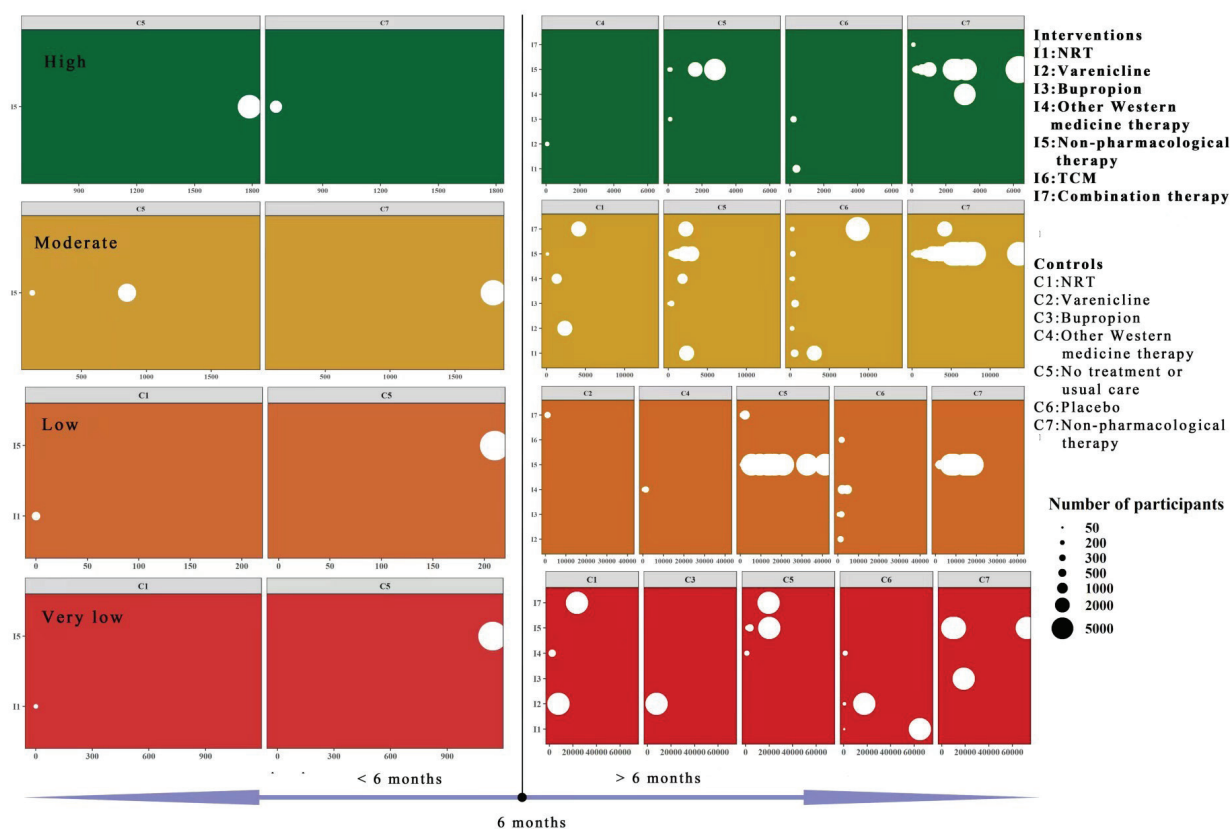 C5 C7
High
I5
900 1200 1500 1800 900 1200 1500 1800
C4 C5 C6 C7
I7
I5
I4
I3
I2
I1
0 2000 4000 6000 0 2000 4000 6000 0 2000 4000 6000 0 2000 4000 6000
C5 C7
Moderate
I5
500 1000 1500 500 1000 1500
C1 C5 C6 C7
I7
I5
I4
I3
I2
I1
0 5000 10000 0 5000 10000 0 5000 10000 0 5000 10000
C1 C5
Low
I5
I1
0 50 100 150 200 0 50 100 150 200
C2 C4 C5 C6 C7
I7
I6
I5
I4
I3
I2
0 10000 20000 30000 40000 0 10000 20000 30000 40000 0 10000 20000 30000 40000 0 10000 20000 30000 40000 0 10000 20000 30000 40000
C1 C5
Very low
I5
I1
0 300 600 900 0 300 600 900
C1 C3 C5 C6 C7
I7
I5
I4
I3
I2
I1
0 20000 40000 60000 0 20000 40000 60000 0 20000 40000 60000 0 20000 40000 60000 0 20000 40000 60000
< 6 months > 6 months
6 months
Interventions
I1:NRT
I2:Varenicline
I3:Bupropion
I4:Other Western
medicine therapy
I5:Non-pharmacological
therapy
I6:TCM
I7:Combination therapy
Controls
C1:NRT
C2:Varenicline
C3:Bupropion
C4:Other Western
medicine therapy
C5:No treatment or
usual care
C6:Placebo
C7:Non-pharmacological
therapy
Number of participants
50
200
300
500
1000
2000
5000